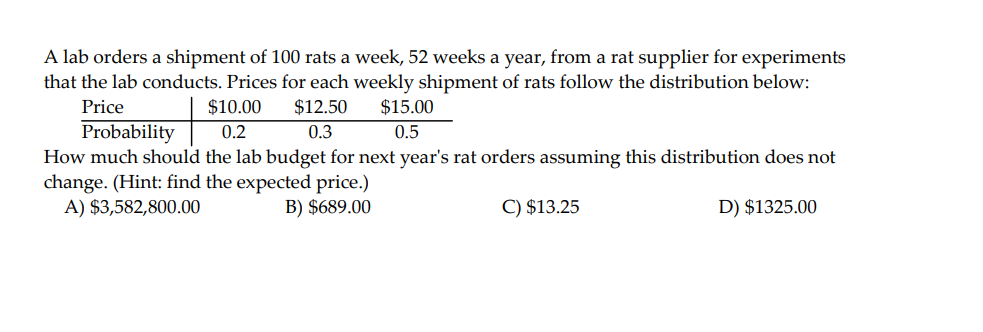 A lab orders a shipment of 100 rats a week, 52 weeks a year, from a rat supplier for experiments
that the lab conducts. Prices for each weekly shipment of rats follow the distribution below:
Price $10.00 $12.50 $15.00
Probability 0.2 0.3 0.5
How much should the lab budget for next year's rat orders assuming this distribution does not
change. (Hint: find the expected price.)
A) $3,582,800.00 B) $689.00 C) $13.25 D) $1325.00